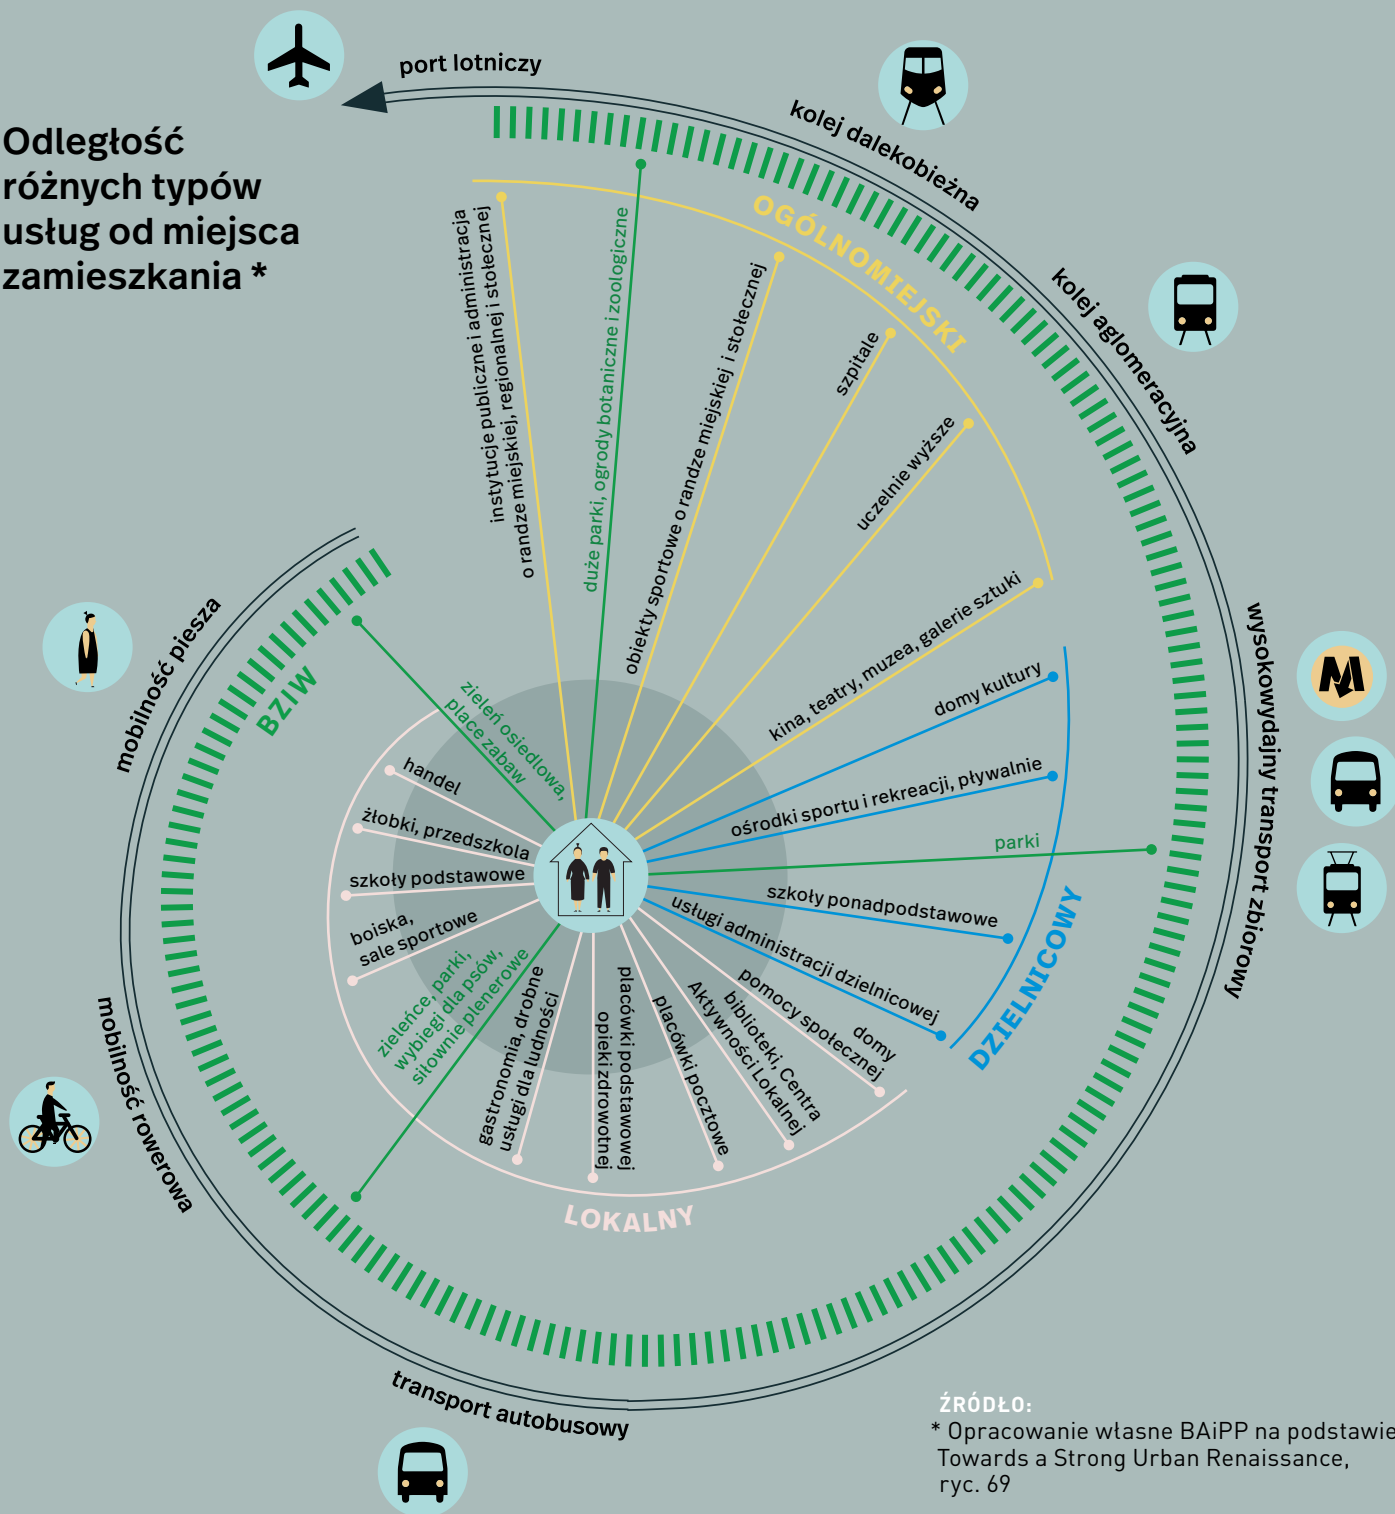 Odległość
różnych typów
usług od miejsca
zamieszkania *
port lotniczy
kolej dalekobieżna
kolej aglomeracyjna
wysokowydajny transport zbiorowy
transport autobusowy
mobilność rowerowa
mobilność piesza
OGÓLNOMIEJSKI
instytucje publiczne i administracja
o randze miejskiej, regionalnej i stołecznej
duże parki, ogrody botaniczne i zoologiczne
obiekty sportowe o randze miejskiej i stołecznej
szpitale
uczelnie wyższe
kina, teatry, muzea, galerie sztuki
DZIELNICOWY
domy kultury
ośrodki sportu i rekreacji, pływalnie
parki
szkoły ponadpodstawowe
usługi administracji dzielnicowej
LOKALNY
domy
pomocy społecznej
biblioteki, Centra
Aktywności Lokalnej
placówki pocztowe
placówki podstawowej
opieki zdrowotnej
gastronomia, drobne
usługi dla ludności
zieleńce, parki,
wybiegi dla psów,
siłownie plenerowe
boiska,
sale sportowe
szkoły podstawowe
żłobki, przedszkola
handel
zieleń osiedlowa,
place zabaw
BZIW
M
ŹRÓDŁO:
* Opracowanie własne BAiPP na podstawie
Towards a Strong Urban Renaissance,
ryc. 69